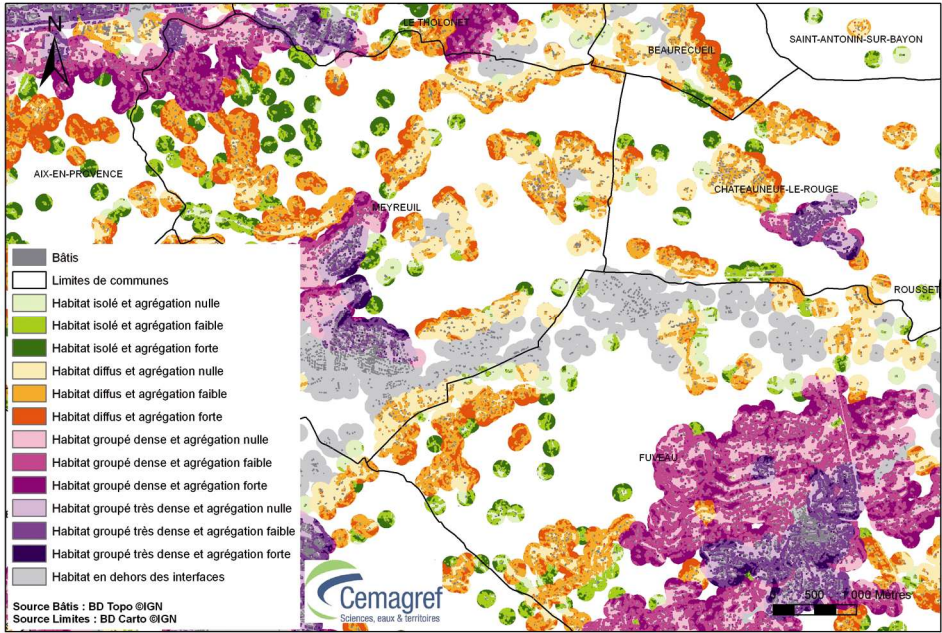 N
LE THOLONET
BEAURECUEIL
SAINT-ANTONIN-SUR-BAYON
AIX-EN-PROVENCE
MEYREUIL
CHATEAUNEUF-LE-ROUGE
ROUSSET
FUVEAU
Bâtis
Limites de communes
Habitat isolé et agrégation nulle
Habitat isolé et agrégation faible
Habitat isolé et agrégation forte
Habitat diffus et agrégation nulle
Habitat diffus et agrégation faible
Habitat diffus et agrégation forte
Habitat groupé dense et agrégation nulle
Habitat groupé dense et agrégation faible
Habitat groupé dense et agrégation forte
Habitat groupé très dense et agrégation nulle
Habitat groupé très dense et agrégation faible
Habitat groupé très dense et agrégation forte
Habitat en dehors des interfaces
Source Bâtis : BD Topo ©IGN
Source Limites : BD Carto ©IGN
Cemagref
Sciences, eaux & territoires
500 1 000 Mètres